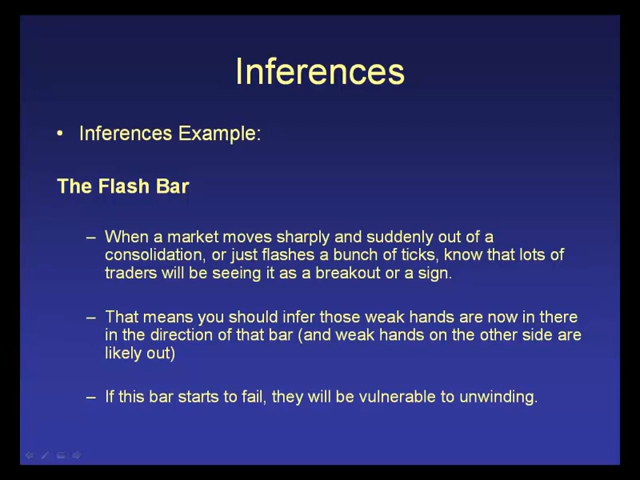 Inferences
• Inferences Example:
The Flash Bar
– When a market moves sharply and suddenly out of a
consolidation, or just flashes a bunch of ticks, know that lots of
traders will be seeing it as a breakout or a sign.
– That means you should infer those weak hands are now in there
in the direction of that bar (and weak hands on the other side are
likely out)
– If this bar starts to fail, they will be vulnerable to unwinding.